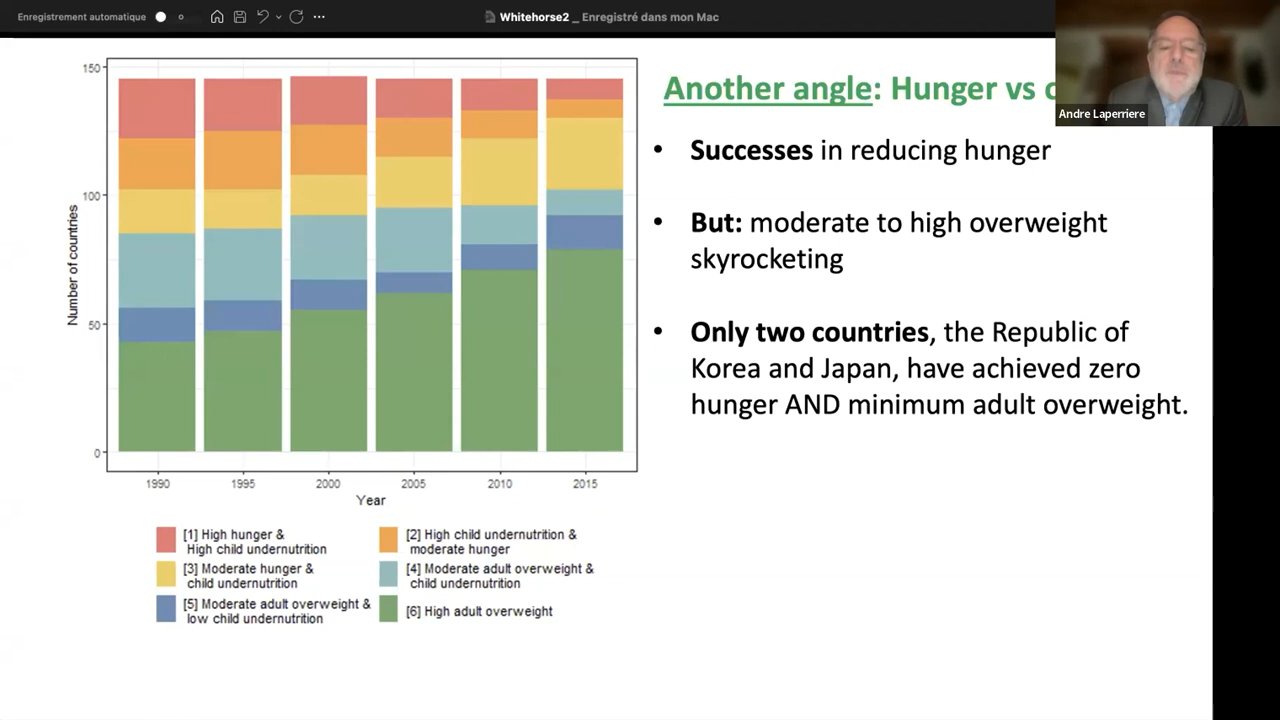 Enregistrement automatique
Whitehorse2 _ Enregistré dans mon Mac
Andre Laperriere
Another angle: Hunger vs
• Successes in reducing hunger
• But: moderate to high overweight
skyrocketing
• Only two countries, the Republic of
Korea and Japan, have achieved zero
hunger AND minimum adult overweight.
Number of countries
150
100
50
0
1990 1995 2000 2005 2010 2015
Year
[1] High hunger &
High child undernutrition
[2] High child undernutrition &
moderate hunger
[3] Moderate hunger &
child undernutrition
[4] Moderate adult overweight &
child undernutrition
[5] Moderate adult overweight &
low child undernutrition
[6] High adult overweight